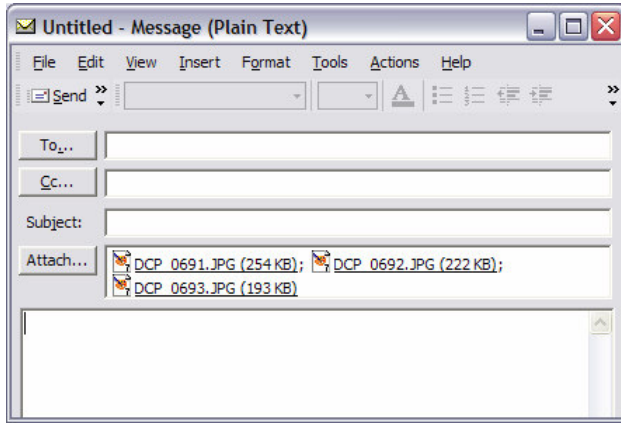 Untitled - Message (Plain Text)
File Edit View Insert Format Tools Actions Help
Send
To...
Cc...
Subject:
Attach... DCP_0691.JPG (254 KB); DCP_0692.JPG (222 KB);
DCP_0693.JPG (193 KB)